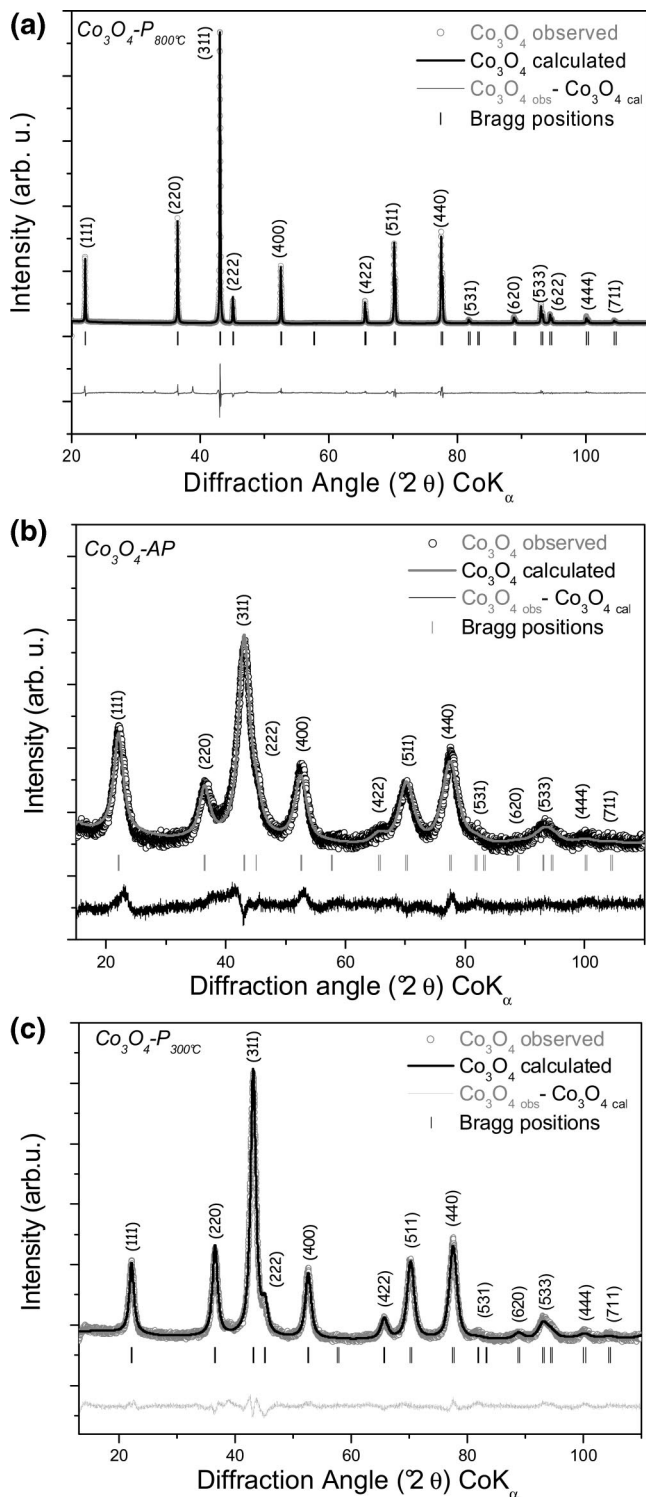 (a)
Co₃O₄-P₈₀₀℃
Co₃O₄ observed
Co₃O₄ calculated
Co₃O₄ obs - Co₃O₄ cal
Bragg positions
Intensity (arb. u.)
(111)
(220)
(311)
(222)
(400)
(422)
(511)
(440)
(531)
(620)
(533)
(622)
(444)
(711)
20 40 60 80 100
Diffraction Angle (°2 θ) CoKα
(b)
Co₃O₄-AP
Co₃O₄ observed
Co₃O₄ calculated
Co₃O₄ obs - Co₃O₄ cal
Bragg positions
Intensity (arb. u.)
(111)
(220)
(311)
(222)
(400)
(422)
(511)
(440)
(531)
(620)
(533)
(444)
(711)
20 40 60 80 100
Diffraction angle (°2 θ) CoKα
(c)
Co₃O₄-P₃₀₀℃
Co₃O₄ observed
Co₃O₄ calculated
Co₃O₄ obs - Co₃O₄ cal
Bragg positions
Intensity (arb.u.)
(111)
(220)
(311)
(222)
(400)
(422)
(511)
(440)
(531)
(620)
(533)
(444)
(711)
20 40 60 80 100
Diffraction Angle (°2 θ) CoKα